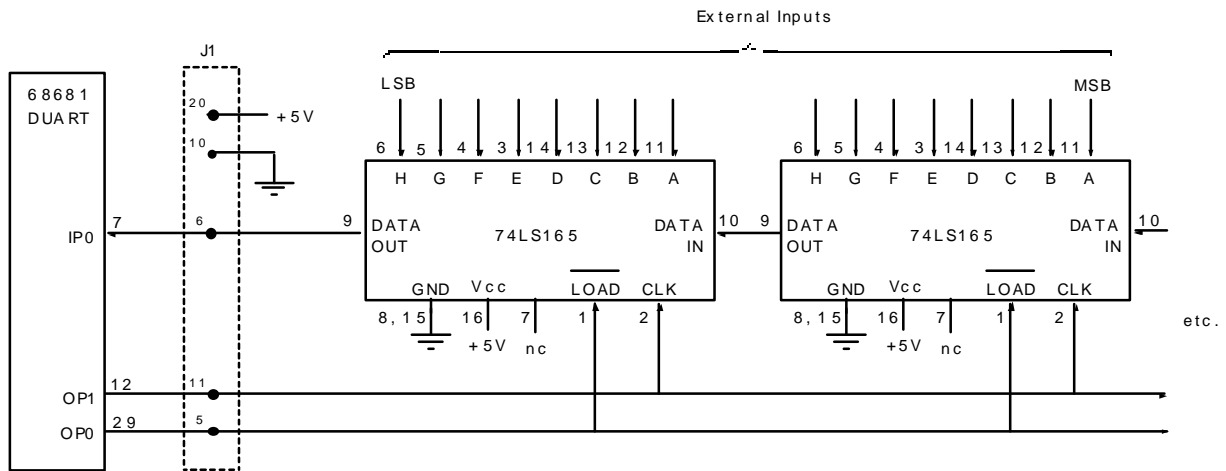 External Inputs
J1
LSB
MSB
68681
DUART
20
+5V
10
6 5 4 3 14 13 12 11
6 5 4 3 14 13 12 11
H G F E D C B A
H G F E D C B A
7
6
9
DATA
OUT
74LS165
DATA
IN
10
9
DATA
OUT
74LS165
DATA
IN
10
IP0
GND
Vcc
LOAD
CLK
GND
Vcc
LOAD
CLK
8,15
16
7
1
2
8,15
16
7
1
2
+5V
nc
+5V
nc
etc.
OP1
12
11
OP0
29
5